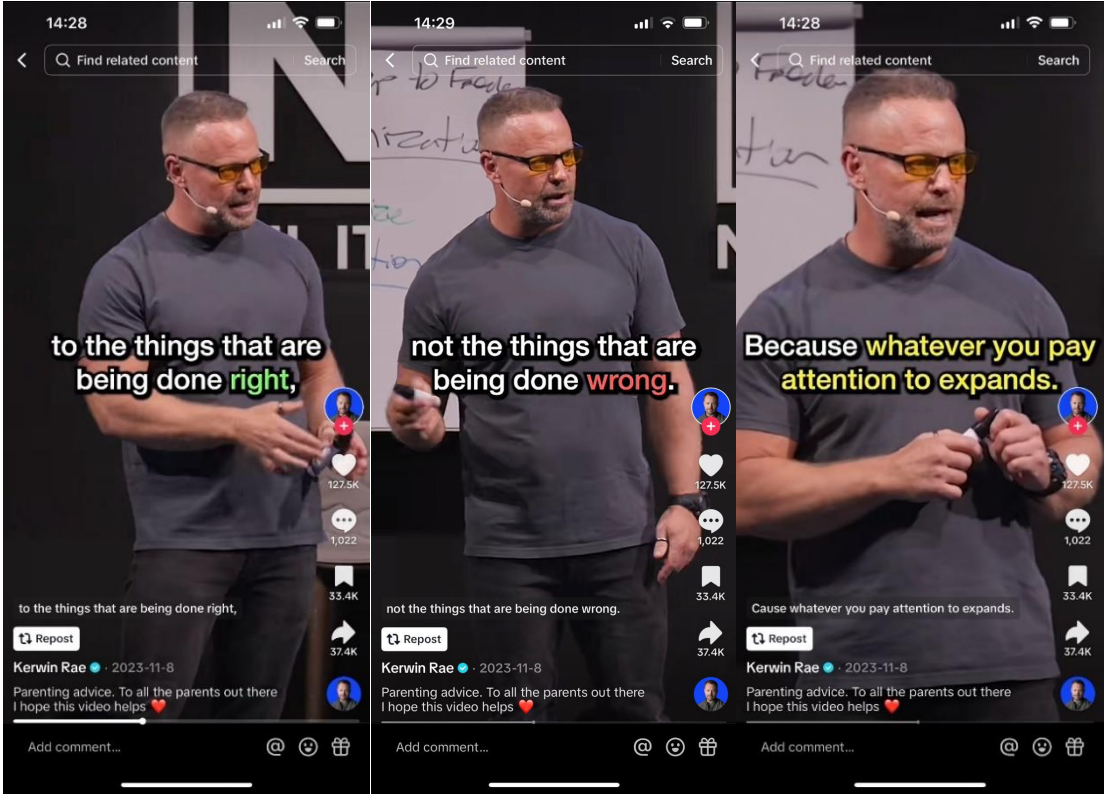 14:28
Find related content
Search
N
ILIT
to the things that are
being done right,
127.5K
1,022
33.4K
37.4K
to the things that are being done right,
Repost
Kerwin Rae · 2023-11-8
Parenting advice. To all the parents out there
I hope this video helps ❤️
Add comment...
14:29
Find related content
Search
to Freedo
ization
N
not the things that are
being done wrong.
127.5K
1,022
33.4K
37.4K
not the things that are being done wrong.
Repost
Kerwin Rae · 2023-11-8
Parenting advice. To all the parents out there
I hope this video helps ❤️
Add comment...
14:28
Find related content
Search
Because whatever you pay
attention to expands.
127.5K
1,022
33.4K
37.4K
Cause whatever you pay attention to expands.
Repost
Kerwin Rae · 2023-11-8
Parenting advice. To all the parents out there
I hope this video helps ❤️
Add comment...